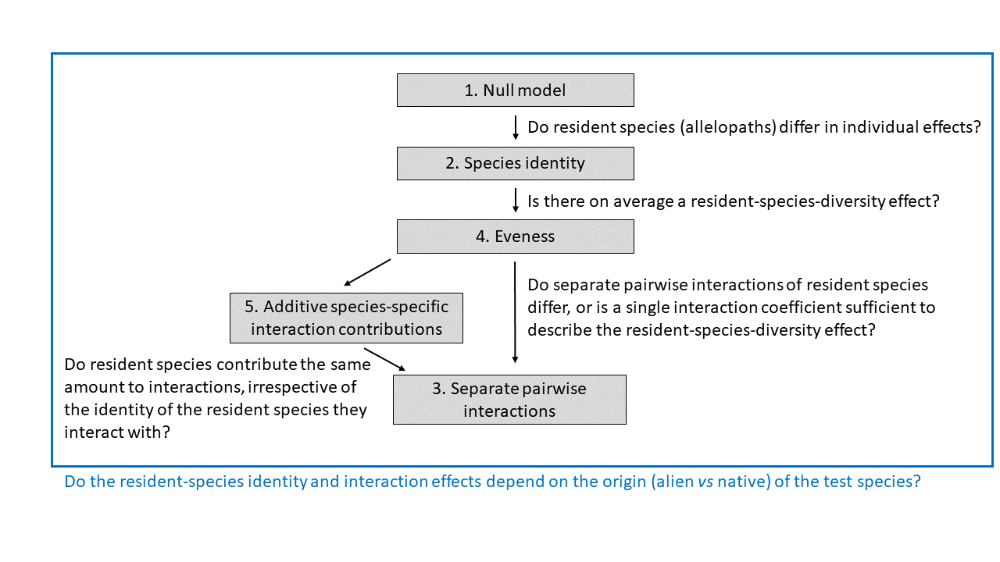 1. Null model
Do resident species (allelopaths) differ in individual effects?
2. Species identity
Is there on average a resident-species-diversity effect?
4. Eveness
Do separate pairwise interactions of resident species
differ, or is a single interaction coefficient sufficient to
describe the resident-species-diversity effect?
5. Additive species-specific
interaction contributions
Do resident species contribute the same
amount to interactions, irrespective of
the identity of the resident species they
interact with?
3. Separate pairwise
interactions
Do the resident-species identity and interaction effects depend on the origin (alien vs native) of the test species?